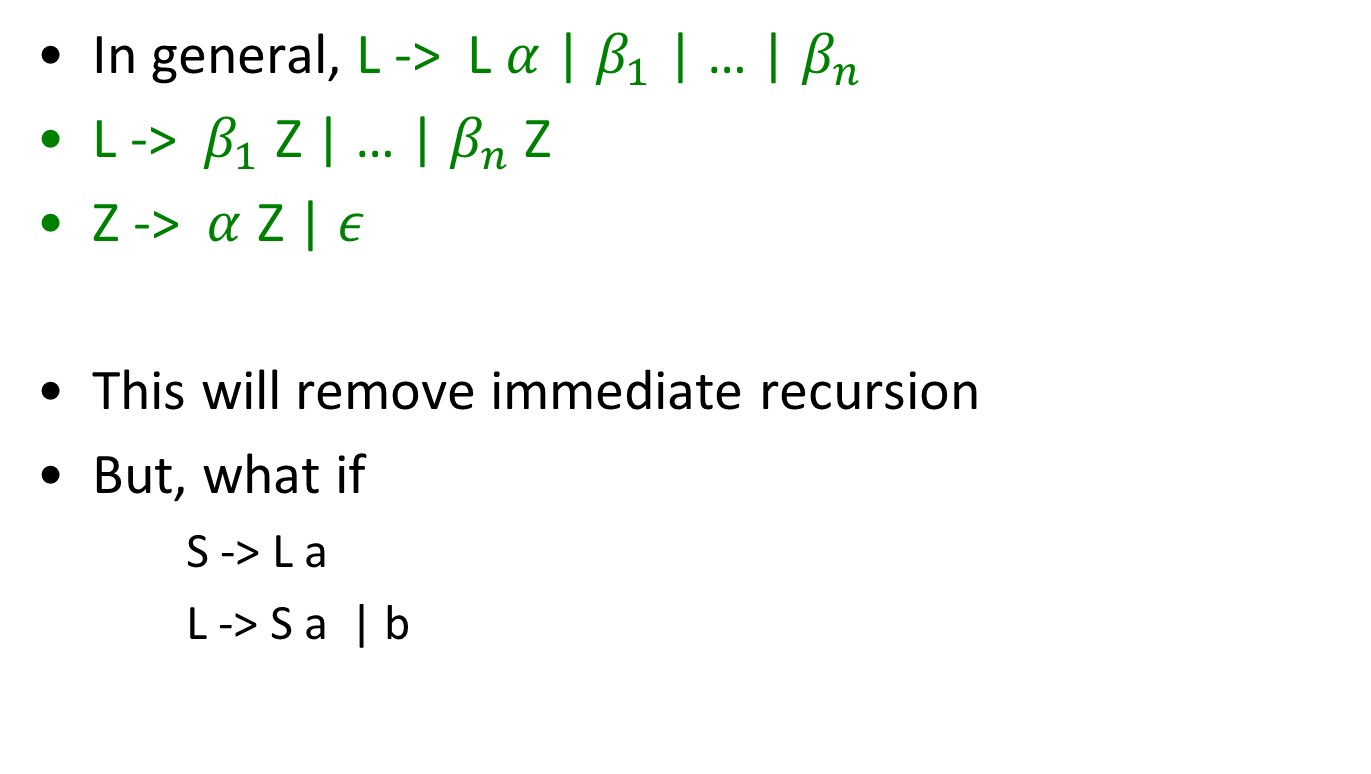 • In general, L -> L α | β₁ | … | βₙ
• L -> β₁ Z | … | βₙ Z
• Z -> α Z | ϵ
• This will remove immediate recursion
• But, what if
S -> L a
L -> S a | b